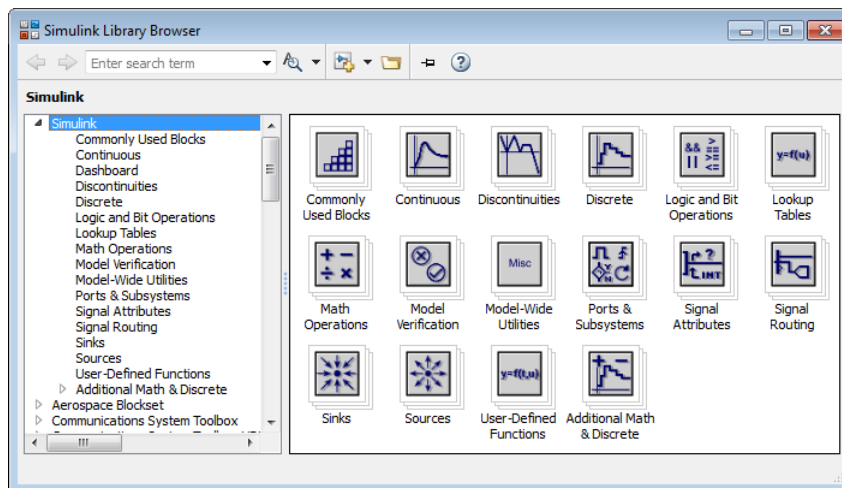 Simulink Library Browser
Enter search term
Simulink
Simulink
Commonly Used Blocks
Continuous
Dashboard
Discontinuities
Discrete
Logic and Bit Operations
Lookup Tables
Math Operations
Model Verification
Model-Wide Utilities
Ports & Subsystems
Signal Attributes
Signal Routing
Sinks
Sources
User-Defined Functions
Additional Math & Discrete
Aerospace Blockset
Communications System Toolbox
&& >
|| ==
>=
<=
y=f(u)
Commonly
Used Blocks
Continuous
Discontinuities
Discrete
Logic and Bit
Operations
Lookup
Tables
+ −
÷ ×
Misc
Y
N
?
INT
Math
Operations
Model
Verification
Model-Wide
Utilities
Ports &
Subsystems
Signal
Attributes
Signal
Routing
y=f(t,u)
+ −
Sinks
Sources
User-Defined
Functions
Additional Math
& Discrete